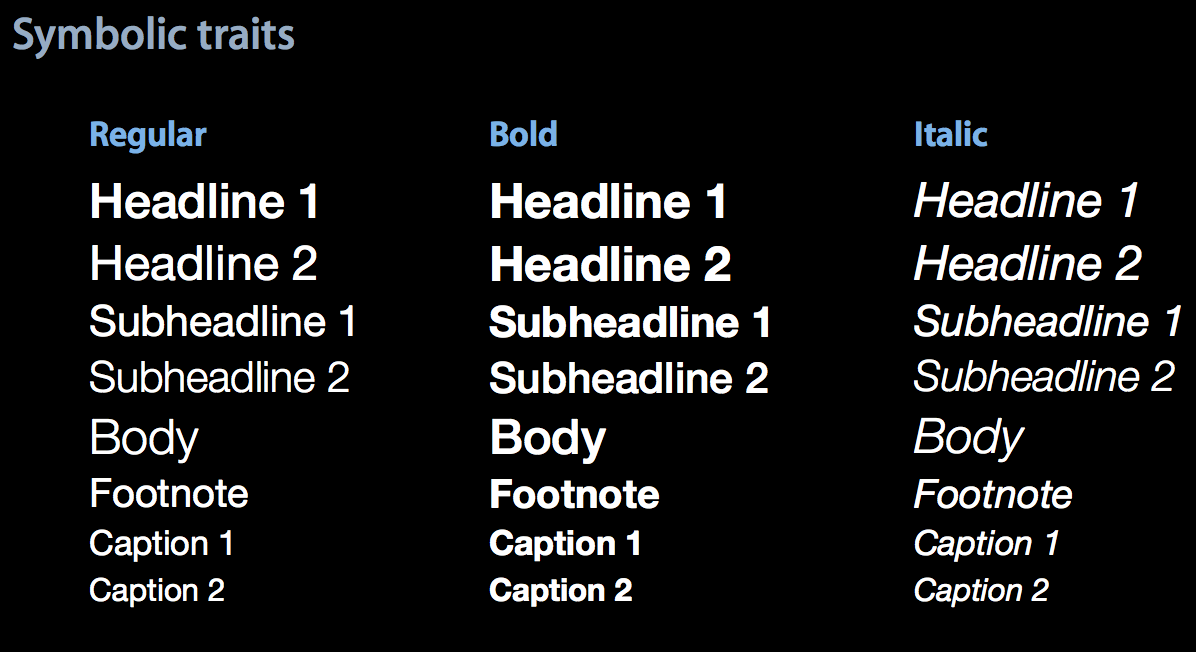 Symbolic traits
Regular Bold Italic
Headline 1 Headline 1 Headline 1
Headline 2 Headline 2 Headline 2
Subheadline 1 Subheadline 1 Subheadline 1
Subheadline 2 Subheadline 2 Subheadline 2
Body Body Body
Footnote Footnote Footnote
Caption 1 Caption 1 Caption 1
Caption 2 Caption 2 Caption 2